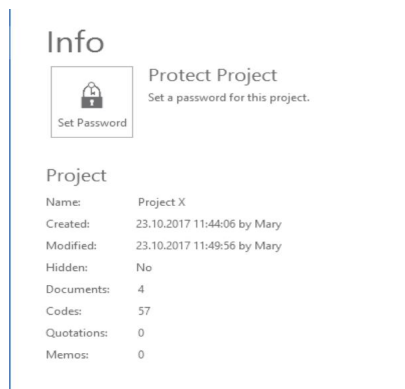 Info
Protect Project
Set a password for this project.
Set Password
Project
Name: Project X
Created: 23.10.2017 11:44:06 by Mary
Modified: 23.10.2017 11:49:56 by Mary
Hidden: No
Documents: 4
Codes: 57
Quotations: 0
Memos: 0